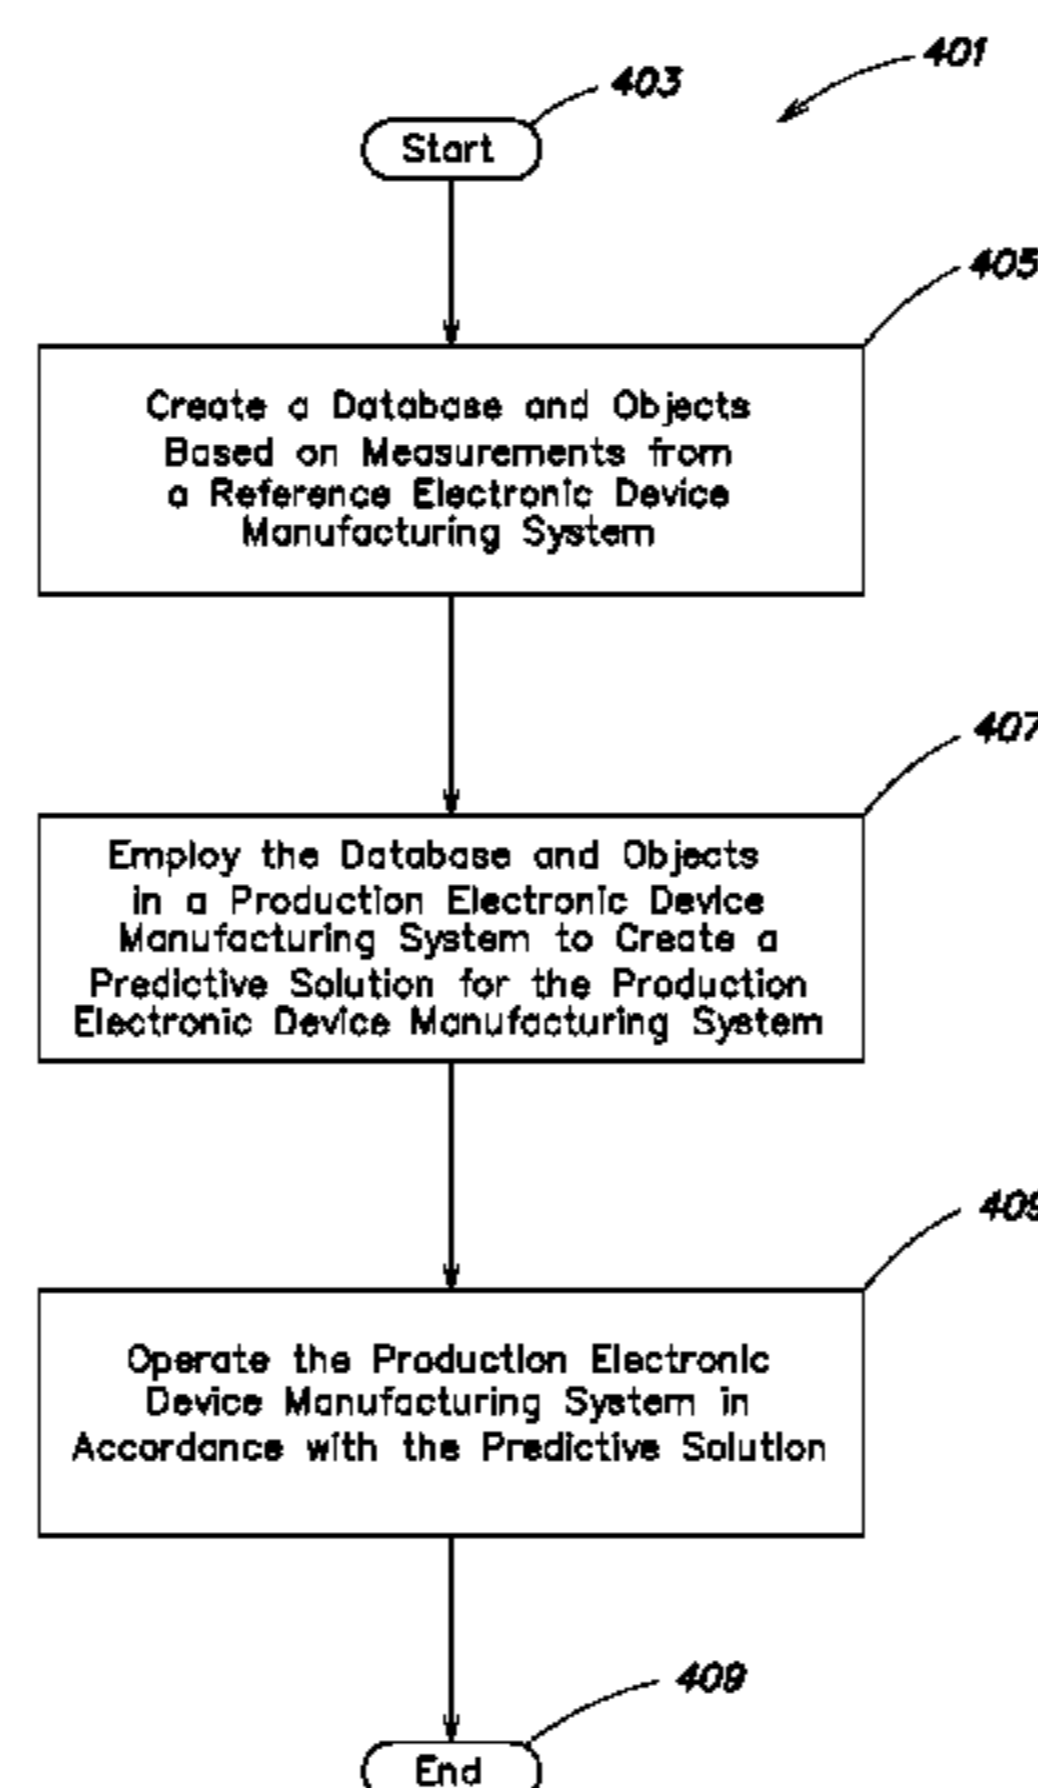 401
403
Start
405
Create a Database and Objects
Based on Measurements from
a Reference Electronic Device
Manufacturing System
407
Employ the Database and Objects
in a Production Electronic Device
Manufacturing System to Create a
Predictive Solution for the Production
Electronic Device Manufacturing System
409
Operate the Production Electronic
Device Manufacturing System in
Accordance with the Predictive Solution
409
End